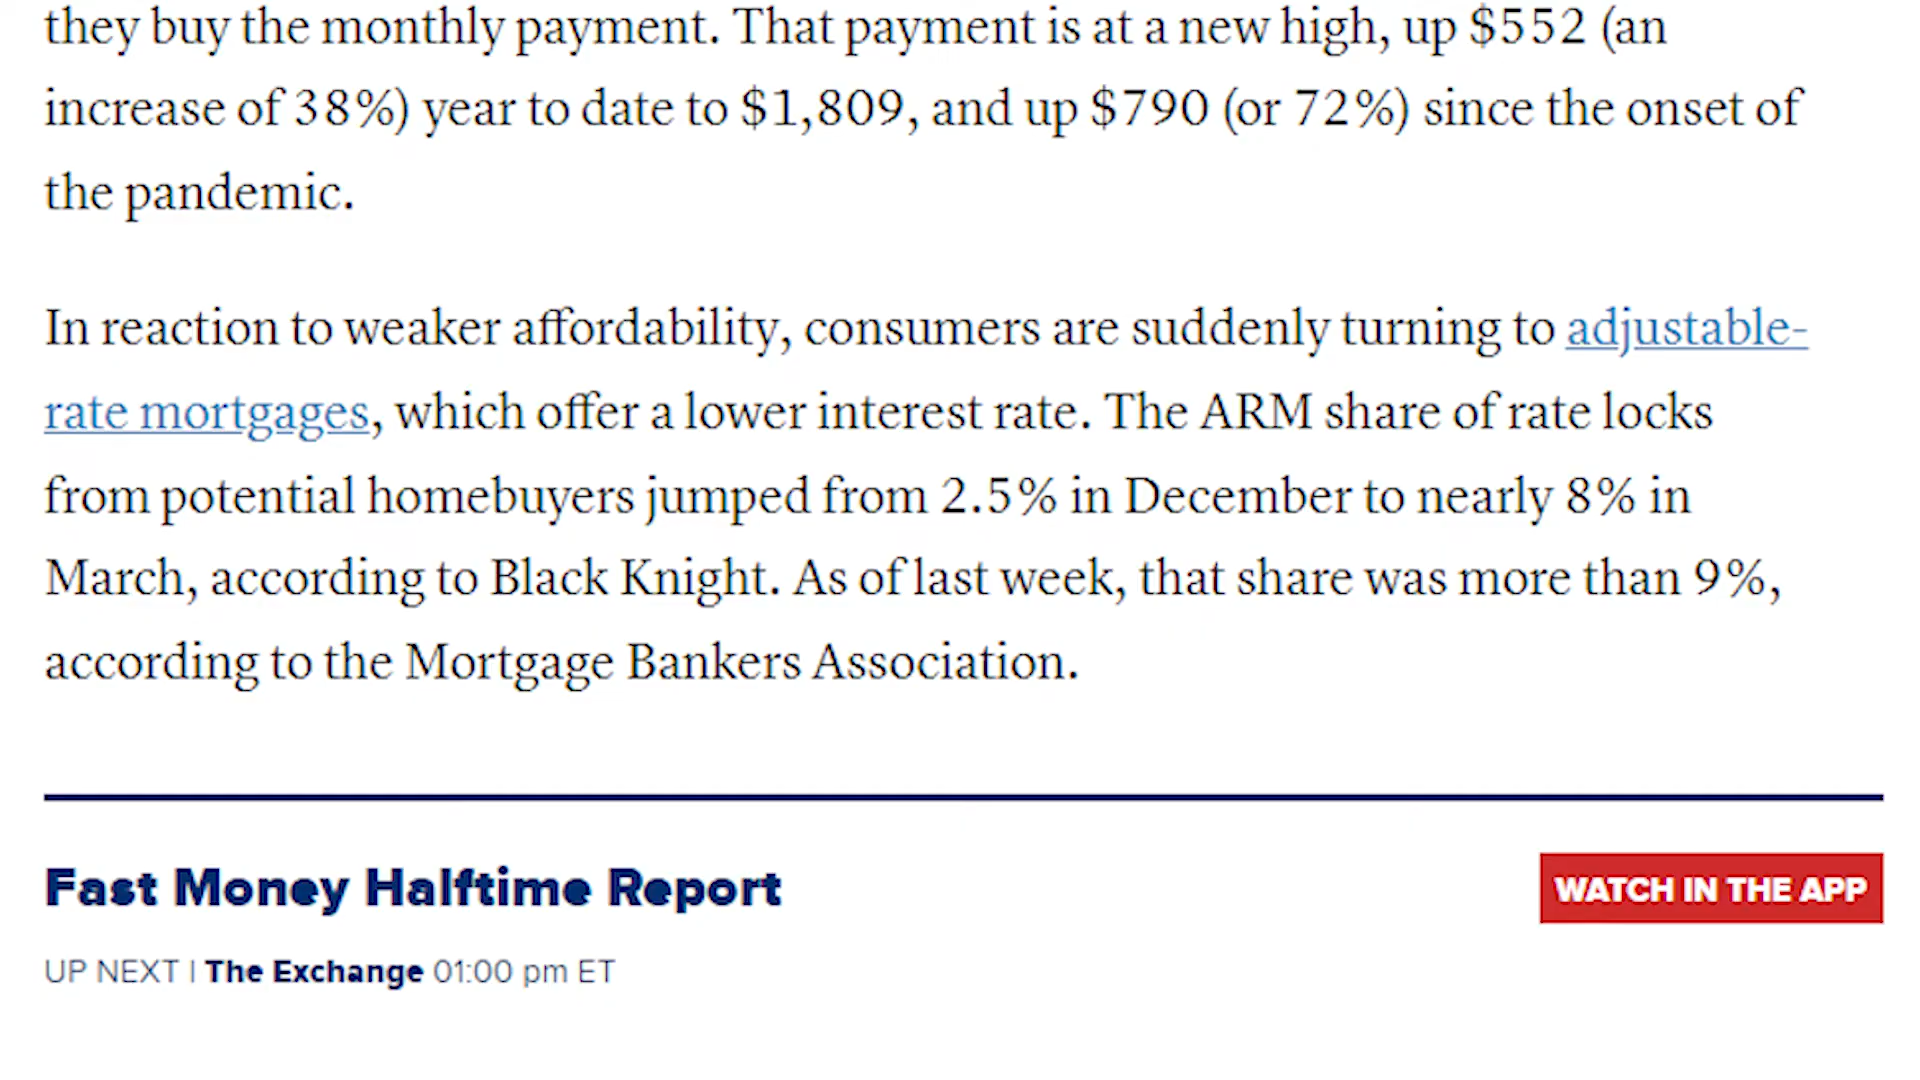 they buy the monthly payment. That payment is at a new high, up $552 (an
increase of 38%) year to date to $1,809, and up $790 (or 72%) since the onset of
the pandemic.
In reaction to weaker affordability, consumers are suddenly turning to adjustable-
rate mortgages, which offer a lower interest rate. The ARM share of rate locks
from potential homebuyers jumped from 2.5% in December to nearly 8% in
March, according to Black Knight. As of last week, that share was more than 9%,
according to the Mortgage Bankers Association.
Fast Money Halftime Report
WATCH IN THE APP
UP NEXT | The Exchange 01:00 pm ET